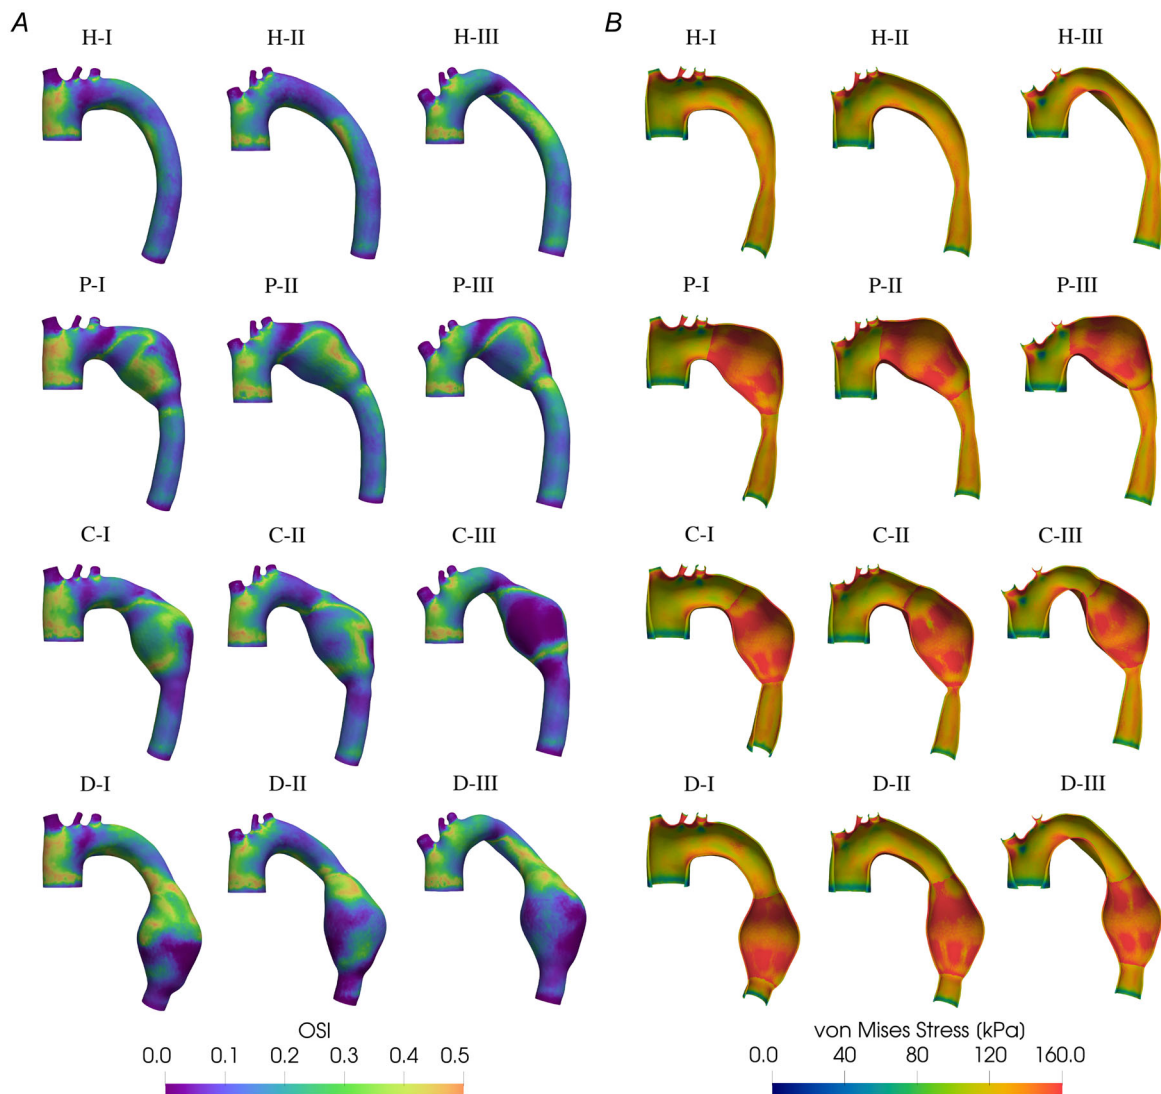 A B
H-I H-II H-III H-I H-II H-III
P-I P-II P-III P-I P-II P-III
C-I C-II C-III C-I C-II C-III
D-I D-II D-III D-I D-II D-III
OSI von Mises Stress (kPa)
0.0 0.1 0.2 0.3 0.4 0.5 0.0 40 80 120 160.0